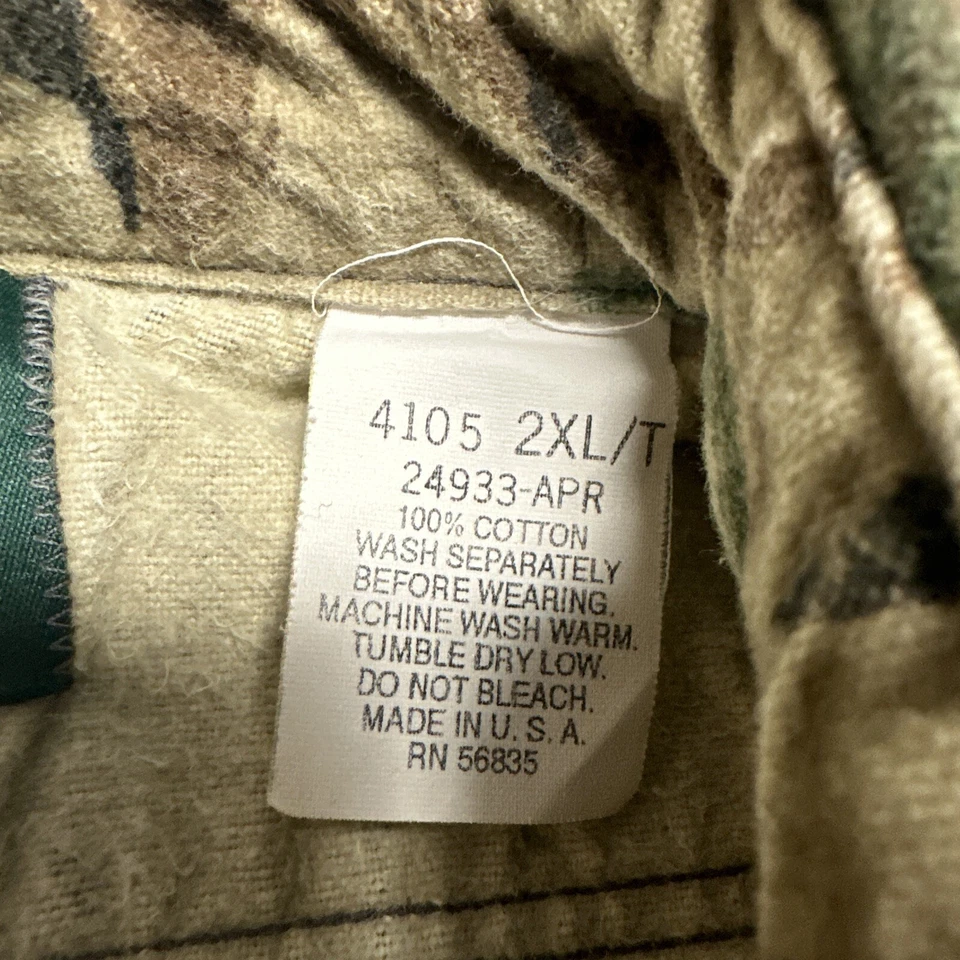 4105 2XL/T
24933-APR
100% COTTON
WASH SEPARATELY
BEFORE WEARING.
MACHINE WASH WARM.
TUMBLE DRY LOW.
DO NOT BLEACH.
MADE IN U. S. A.
RN 56835